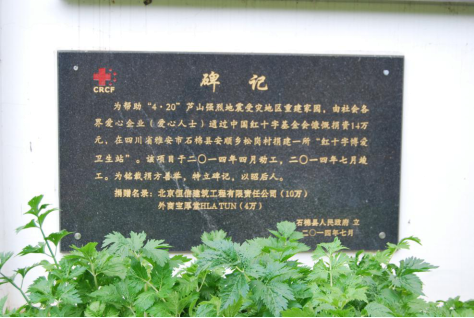 CRCF
碑记
为帮助“4·20”芦山强烈地震受灾地区重建家园，由社会各
界爱心企业（爱心人士）通过中国红十字基金会慷慨捐资14万
元，在四川省雅安市石棉县安顺乡松岗村捐建一所“红十字博爱
卫生站”。该项目于二〇一四年四月动工，二〇一四年七月竣
工。为铭载捐方善举，特立碑记，以昭后人。
捐赠名录：北京恒信建筑工程有限责任公司（10万）
外商宝厚堂HLA TUN（4万）
石棉县人民政府 立
二〇一四年七月